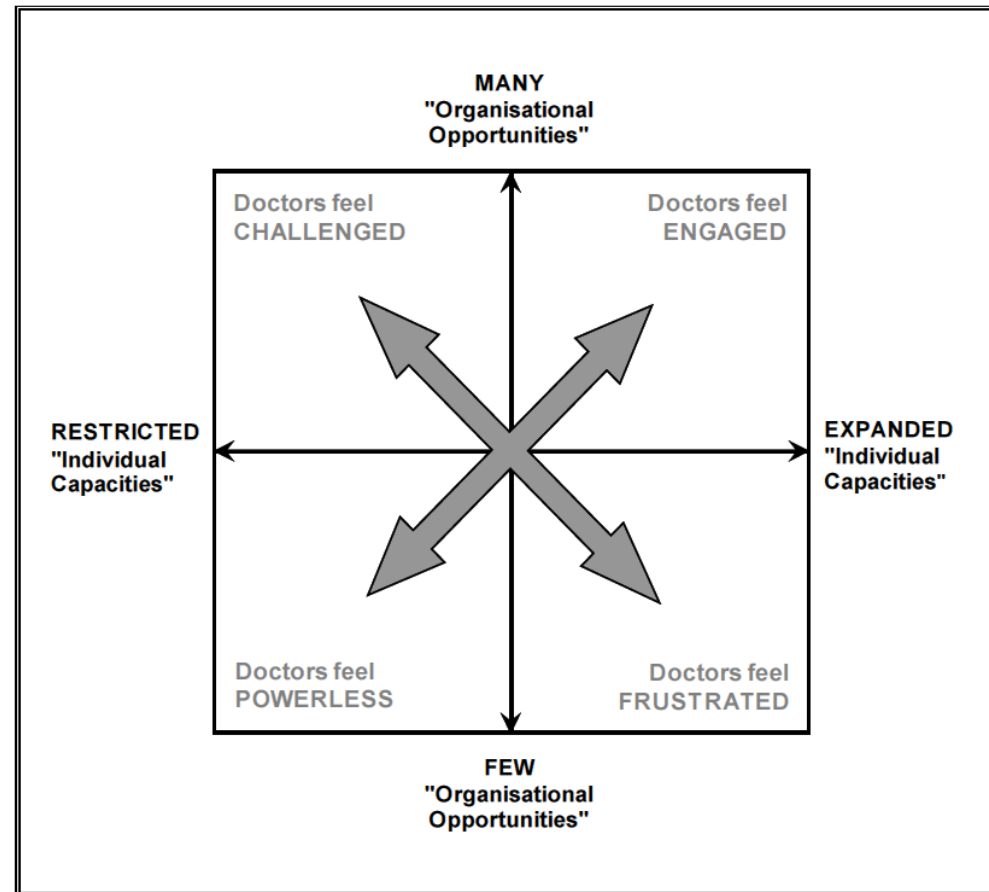 MANY
"Organisational
Opportunities"
Doctors feel
CHALLENGED
Doctors feel
ENGAGED
RESTRICTED
"Individual
Capacities"
EXPANDED
"Individual
Capacities"
Doctors feel
POWERLESS
Doctors feel
FRUSTRATED
FEW
"Organisational
Opportunities"